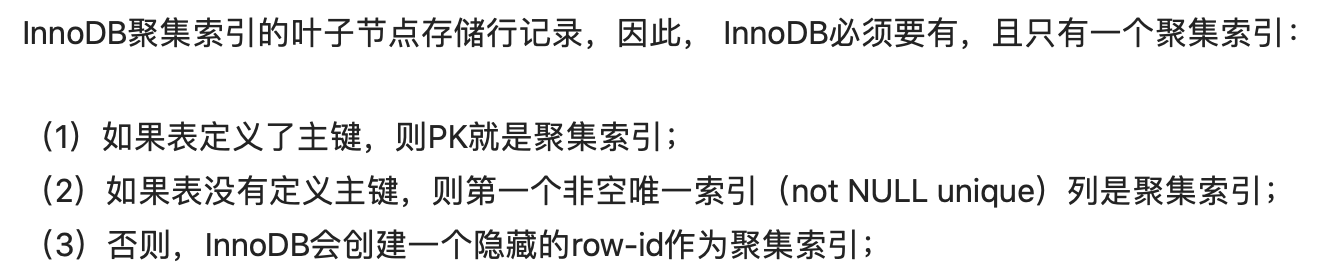 InnoDB聚集索引的叶子节点存储行记录，因此， InnoDB必须要有，且只有一个聚集索引：
（1）如果表定义了主键，则PK就是聚集索引；
（2）如果表没有定义主键，则第一个非空唯一索引（not NULL unique）列是聚集索引；
（3）否则，InnoDB会创建一个隐藏的row-id作为聚集索引；